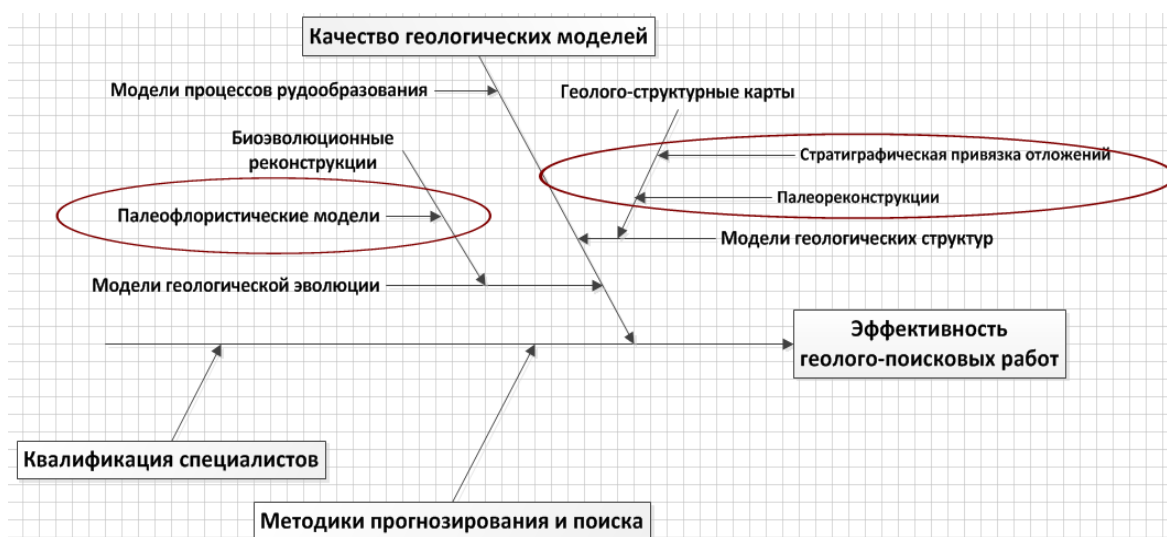 Качество геологических моделей
Модели процессов рудообразования
Геолого-структурные карты
Биоэволюционные
реконструкции
Стратиграфическая привязка отложений
Палеореконструкции
Палеофлористические модели
Модели геологических структур
Модели геологической эволюции
Эффективность
геолого-поисковых работ
Квалификация специалистов
Методики прогнозирования и поиска